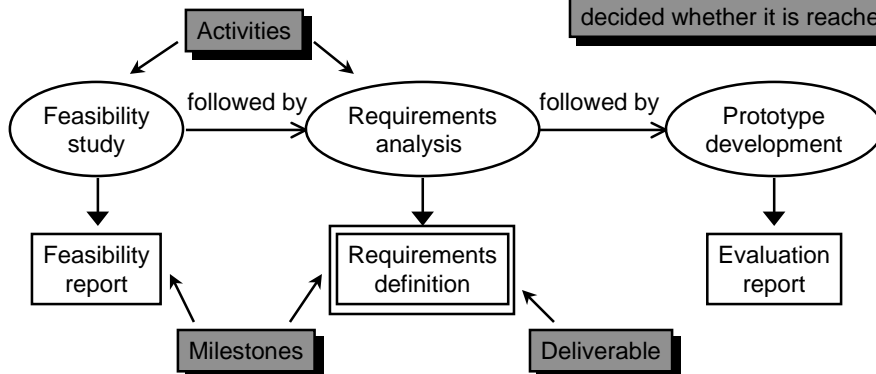 decided whether it is reache
Activities
followed by
followed by
Feasibility
study
Requirements
analysis
Prototype
development
Feasibility
report
Requirements
definition
Evaluation
report
Milestones
Deliverable